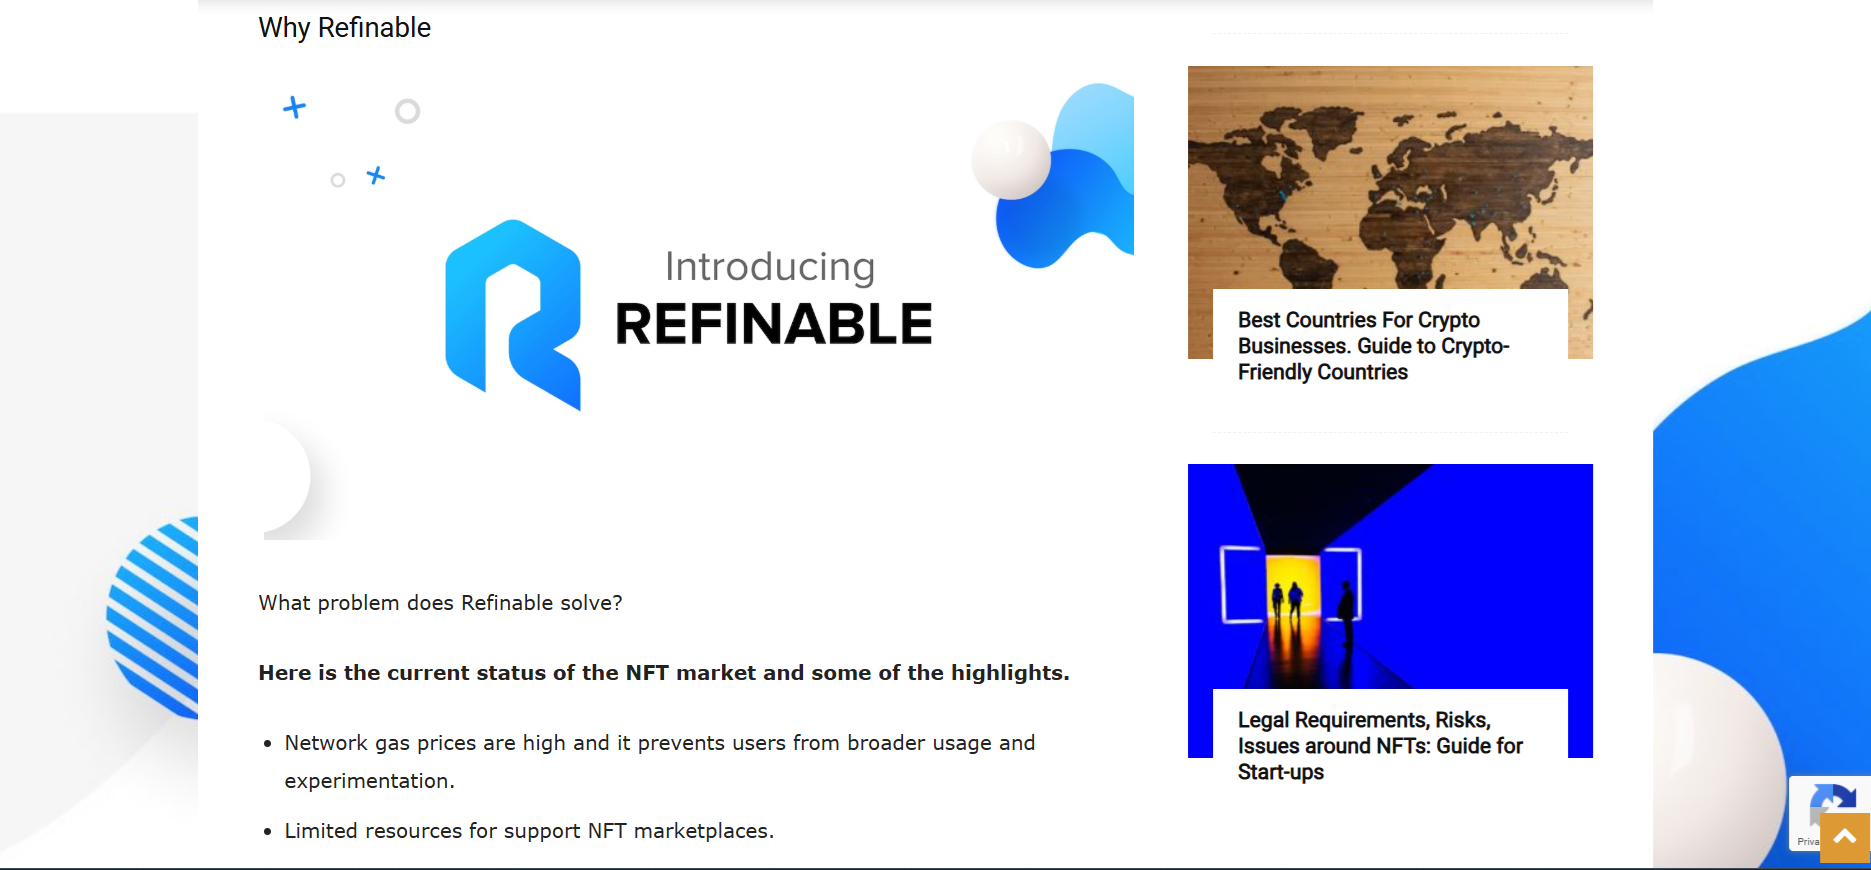 Why Refinable
Introducing
REFINABLE
What problem does Refinable solve?
Here is the current status of the NFT market and some of the highlights.
Network gas prices are high and it prevents users from broader usage and
experimentation.
Limited resources for support NFT marketplaces.
Best Countries For Crypto
Businesses. Guide to Crypto-
Friendly Countries
Legal Requirements, Risks,
Issues around NFTs: Guide for
Start-ups